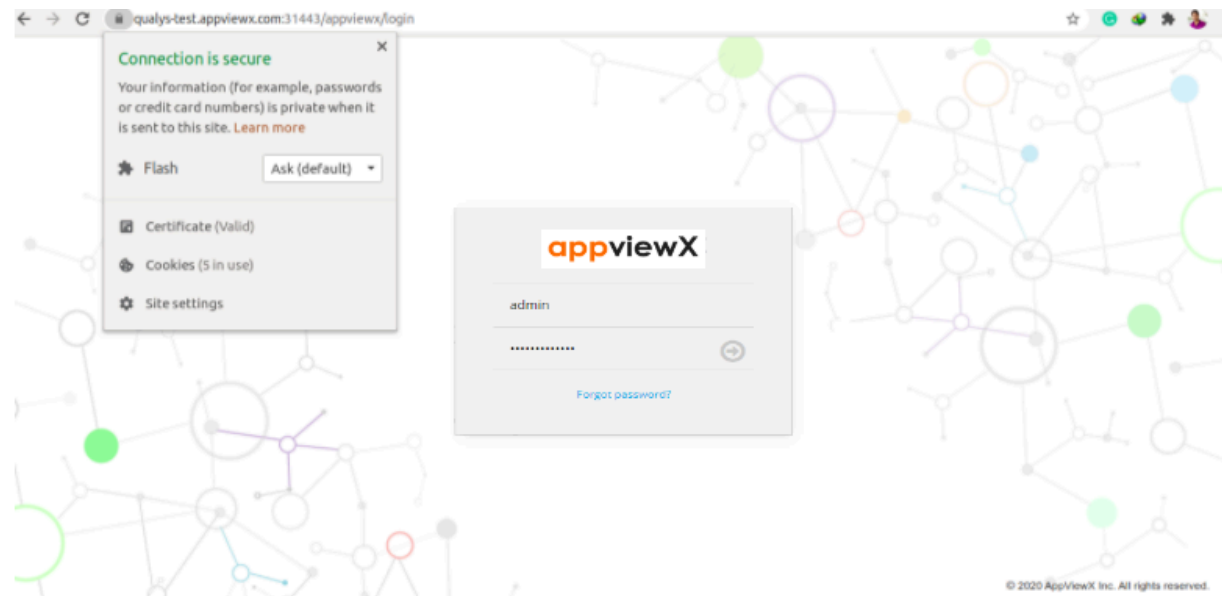 qualys-test.appviewx.com:31443/appviewx/login
Connection is secure
Your information (for example, passwords
or credit card numbers) is private when it
is sent to this site. Learn more
Flash
Ask (default)
Certificate (Valid)
Cookies (5 in use)
Site settings
appviewX
admin
•••••••••••••
Forgot password?
© 2020 AppViewX Inc. All rights reserved.